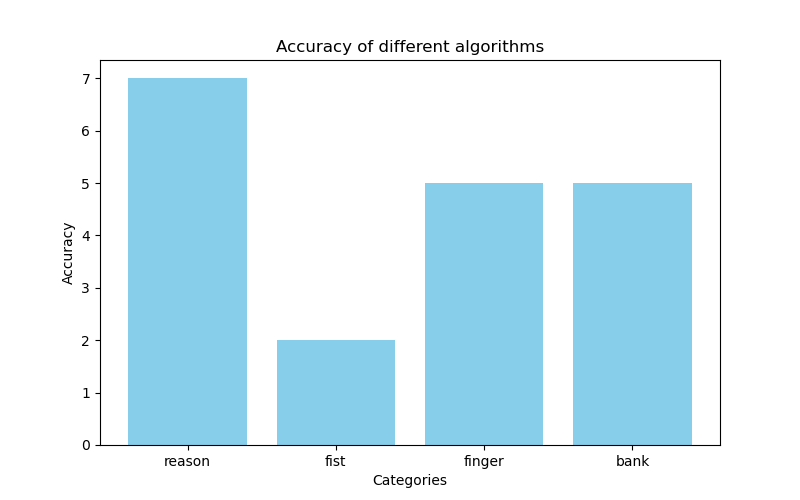 Accuracy of different algorithms
Accuracy
7
6
5
4
3
2
1
0
reason fist finger bank
Categories